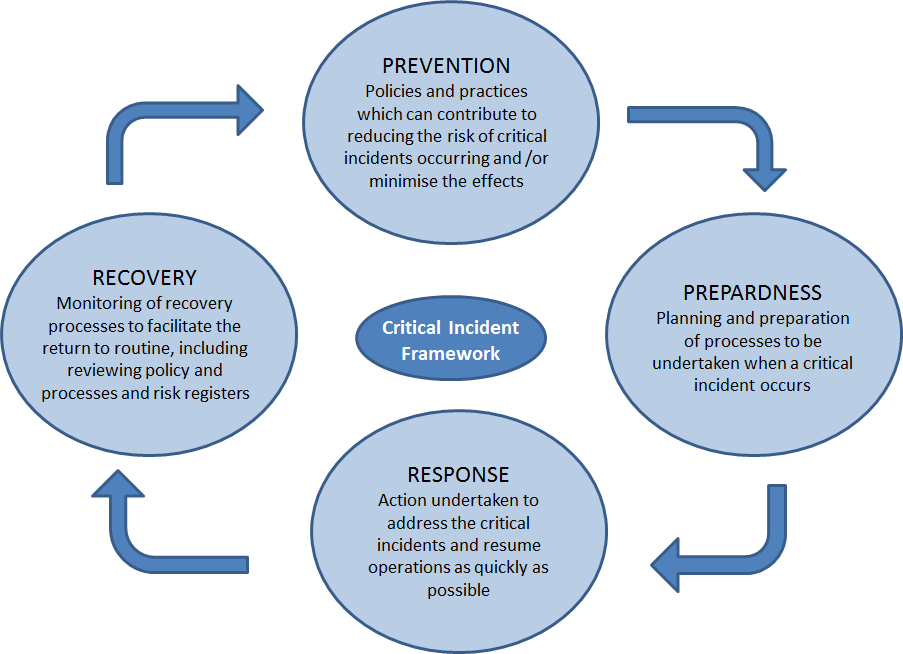 PREVENTION
Policies and practices
which can contribute to
reducing the risk of critical
incidents occurring and /or
minimise the effects
RECOVERY
Monitoring of recovery
processes to facilitate the
return to routine, including
reviewing policy and
processes and risk registers
Critical Incident
Framework
PREPARDNESS
Planning and preparation
of processes to be
undertaken when a critical
incident occurs
RESPONSE
Action undertaken to
address the critical
incidents and resume
operations as quickly as
possible